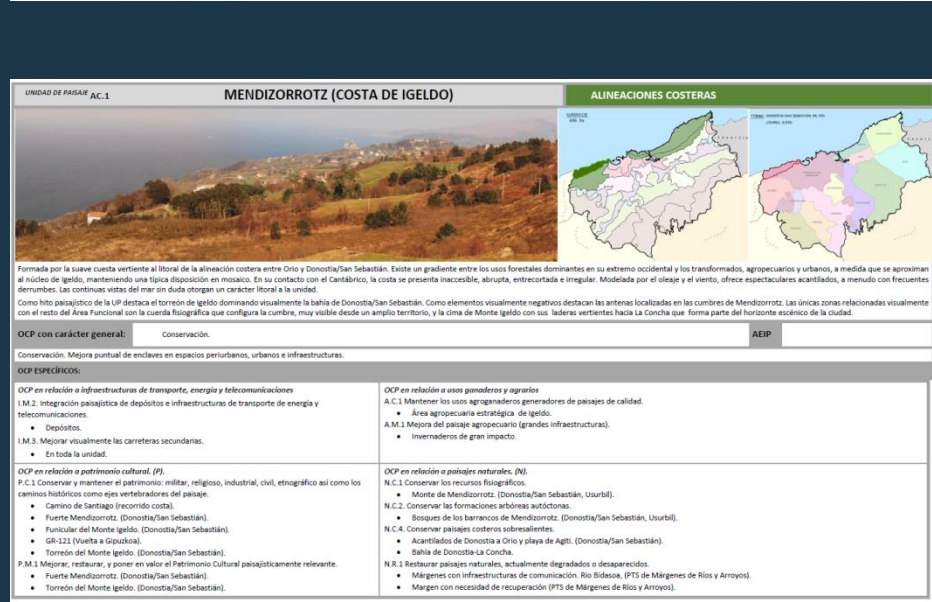 UNIDAD DE PAISAJE AC.1
MENDIZORROTZ (COSTA DE IGELDO)
ALINEACIONES COSTERAS
Formada por la suave cuesta vertiente al litoral de la alineación costera entre Orio y Donostia/San Sebastián. Existe un gradiente entre los usos forestales dominantes en su extremo occidental y los transformados, agropecuarios y urbanos, a medida que se aproximan
al núcleo de Igeldo, manteniendo una típica disposición en mosaico. En su contacto con el Cantábrico, la costa se presenta inaccesible, abrupta, entrecortada e irregular. Modelada por el oleaje y el viento, ofrece espectaculares acantilados, a menudo con frecuentes
derrumbes. Las continuas vistas del mar sin duda otorgan un carácter litoral a la unidad.
Como hito paisajístico de la UP destaca el torreón de Igeldo dominando visualmente la bahía de Donostia/San Sebastián. Como elementos visualmente negativos destacan las antenas localizadas en las cumbres de Mendizorrotz. Las únicas zonas relacionadas visualmente
con el resto del Área Funcional son la cuerda fisiográfica que configura la cumbre, muy visible desde un amplio territorio, y la cima de Monte Igeldo con sus laderas vertientes hacia La Concha que forma parte del horizonte escénico de la ciudad.
OCP con carácter general:
Conservación.
AEIP
Conservación. Mejora puntual de enclaves en espacios periurbanos, urbanos e infraestructuras.
OCP ESPECÍFICOS:
OCP en relación a infraestructuras de transporte, energía y telecomunicaciones
I.M.2. Integración paisajística de depósitos e infraestructuras de transporte de energía y
telecomunicaciones.
• Depósitos.
I.M.3. Mejorar visualmente las carreteras secundarias.
• En toda la unidad.
OCP en relación a usos ganaderos y agrarios
A.C.1 Mantener los usos agroganaderos generadores de paisajes de calidad.
• Área agropecuaria estratégica de Igeldo.
A.M.1 Mejora del paisaje agropecuario (grandes infraestructuras).
• Invernaderos de gran impacto.
OCP en relación a patrimonio cultural. (P).
P.C.1 Conservar y mantener el patrimonio: militar, religioso, industrial, civil, etnográfico así como los
caminos históricos como ejes vertebradores del paisaje.
• Camino de Santiago (recorrido costa).
• Fuerte Mendizorrotz. (Donostia/San Sebastián).
• Funicular del Monte Igeldo. (Donostia/San Sebastián).
• GR-121 (Vuelta a Gipuzkoa).
• Torreón del Monte Igeldo. (Donostia/San Sebastián).
P.M.1 Mejorar, restaurar, y poner en valor el Patrimonio Cultural paisajísticamente relevante.
• Fuerte Mendizorrotz. (Donostia/San Sebastián).
• Torreón del Monte Igeldo. (Donostia/San Sebastián).
OCP en relación a paisajes naturales. (N).
N.C.1 Conservar los recursos fisiográficos.
• Monte de Mendizorrotz. (Donostia/San Sebastián, Usurbil).
N.C.2. Conservar las formaciones arbóreas autóctonas.
• Bosques de los barrancos de Mendizorrotz. (Donostia/San Sebastián, Usurbil).
N.C.4. Conservar paisajes costeros sobresalientes.
• Acantilados de Donostia a Orio y playa de Agiti. (Donostia/San Sebastián).
• Bahía de Donostia-La Concha.
N.R.1 Restaurar paisajes naturales, actualmente degradados o desaparecidos.
• Márgenes con infraestructuras de comunicación. Rio Bidasoa, (PTS de Márgenes de Ríos y Arroyos).
• Margen con necesidad de recuperación (PTS de Márgenes de Ríos y Arroyos).